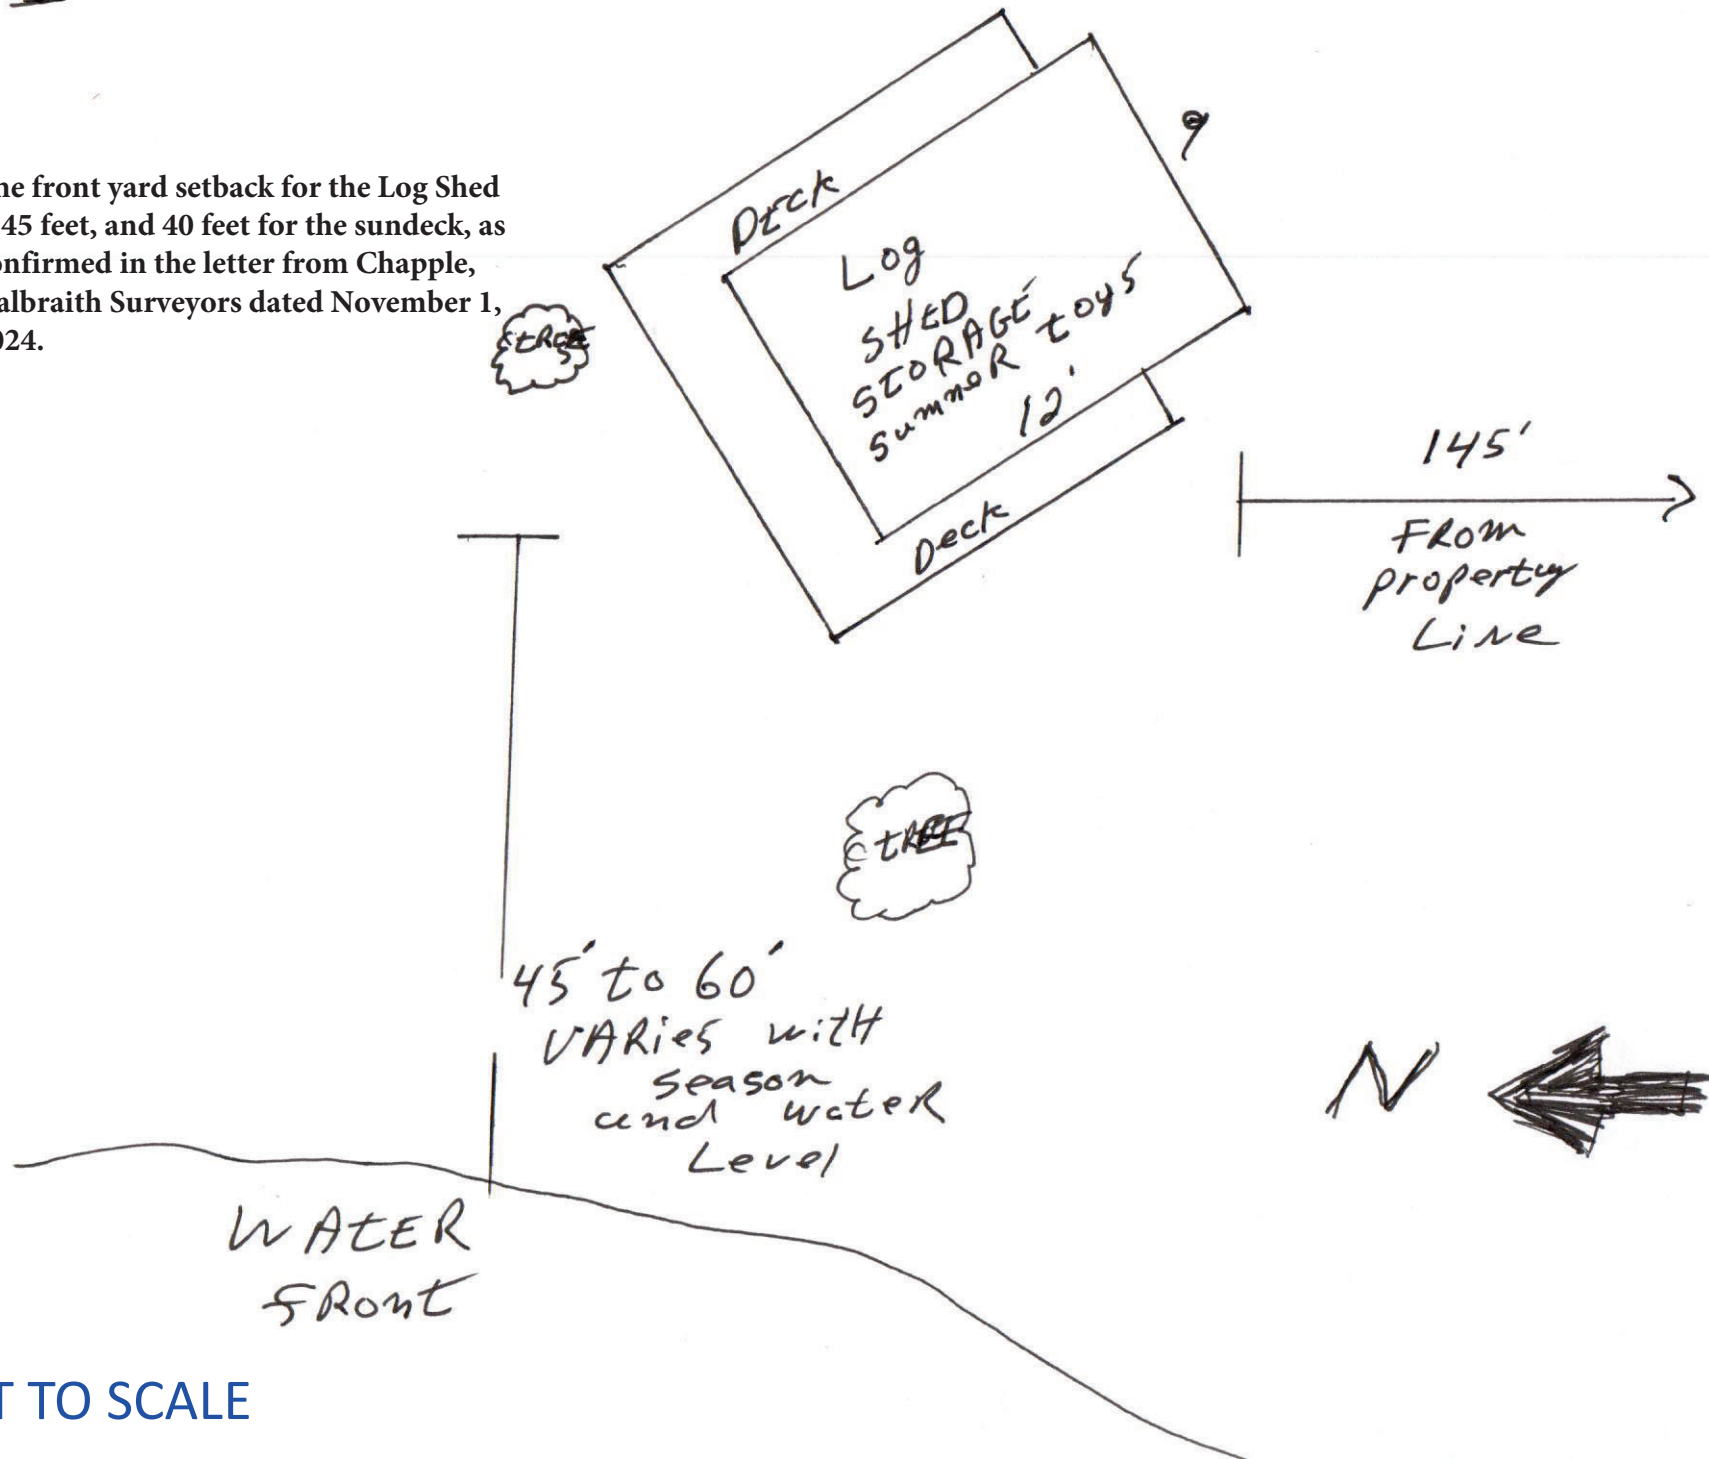 he front yard setback for the Log Shed
45 feet, and 40 feet for the sundeck, as
onfirmed in the letter from Chapple,
albraith Surveyors dated November 1,
024.
Deck
9
Log
SHED
STORAGE
summer toys
12'
Deck
tree
145'
From
property
Line
tree
45' to 60'
VARies with
season
and water
Level
N
WATER
FRont
T TO SCALE